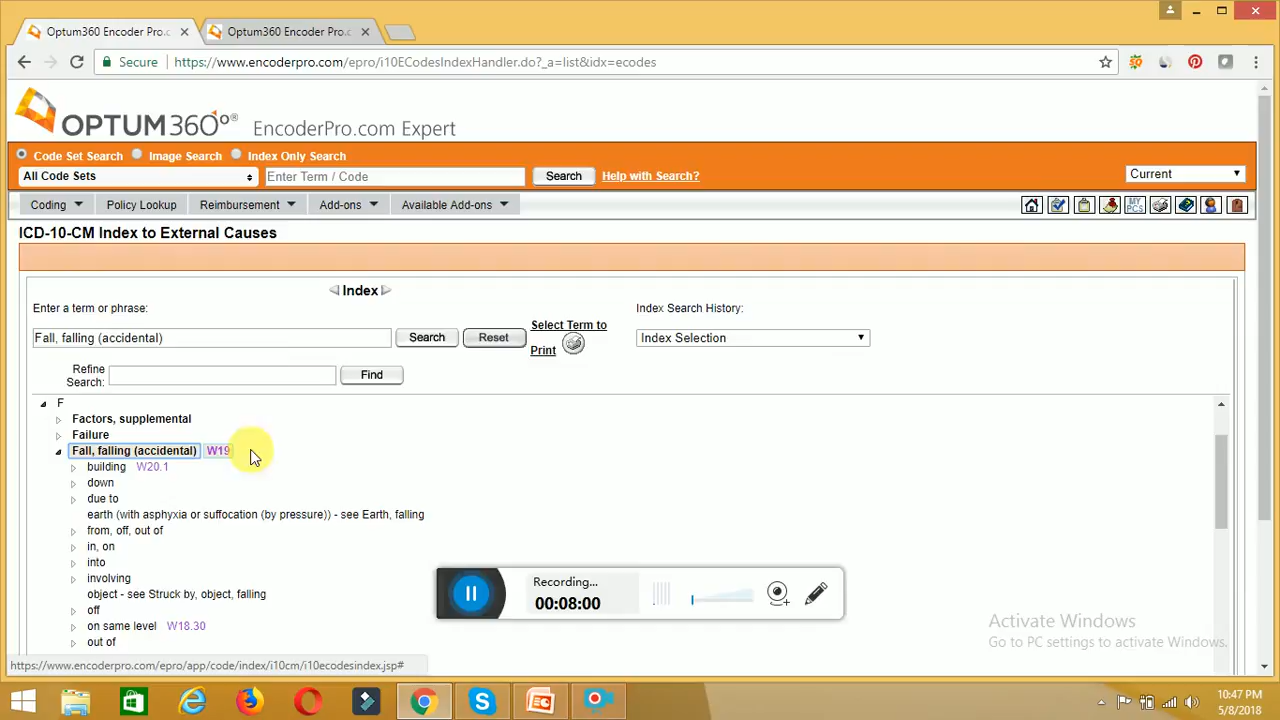 Optum360 Encoder Pro.c
Optum360 Encoder Pro.c
Secure
https://www.encoderpro.com/epro/i10ECodesIndexHandler.do?_a=list&idx=ecodes
OPTUM360° EncoderPro.com Expert
Code Set Search Image Search Index Only Search
All Code Sets Enter Term / Code Search Help with Search? Current
Coding Policy Lookup Reimbursement Add-ons Available Add-ons
MY PCS
ICD-10-CM Index to External Causes
Index
Enter a term or phrase: Index Search History:
Fall, falling (accidental) Search Reset Select Term to Print Index Selection
Refine Search: Find
F
Factors, supplemental
Failure
Fall, falling (accidental) W19
building W20.1
down
due to
earth (with asphyxia or suffocation (by pressure)) - see Earth, falling
from, off, out of
in, on
into
involving
object - see Struck by, object, falling
off
on same level W18.30
out of
Recording...
00:08:00
Activate Windows
Go to PC settings to activate Windows.
https://www.encoderpro.com/epro/app/code/index/i10cm/i10ecodesindex.jsp#
10:47 PM
5/8/2018